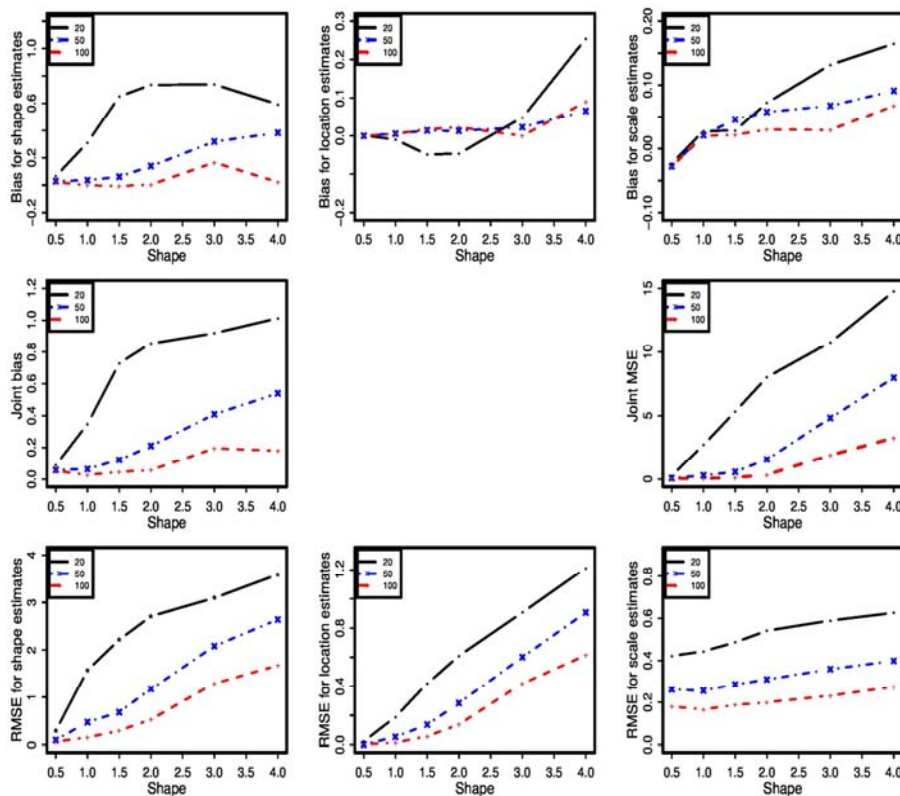 Bias for shape estimates
−0.2 0.2 0.6 1.0
20
50
100
0.5 1.0 1.5 2.0 2.5 3.0 3.5 4.0
Shape
Bias for location estimates
−0.2 0.0 0.1 0.2 0.3
20
50
100
0.5 1.0 1.5 2.0 2.5 3.0 3.5 4.0
Shape
Bias for scale estimates
−0.10 0.00 0.10 0.20
20
50
100
0.5 1.0 1.5 2.0 2.5 3.0 3.5 4.0
Shape
Joint bias
0.0 0.2 0.4 0.6 0.8 1.0 1.2
20
50
100
0.5 1.0 1.5 2.0 2.5 3.0 3.5 4.0
Shape
Joint MSE
0 5 10 15
20
50
100
0.5 1.0 1.5 2.0 2.5 3.0 3.5 4.0
Shape
RMSE for shape estimates
0 1 2 3 4
20
50
100
0.5 1.0 1.5 2.0 2.5 3.0 3.5 4.0
Shape
RMSE for location estimates
0.0 0.4 0.8 1.2
20
50
100
0.5 1.0 1.5 2.0 2.5 3.0 3.5 4.0
Shape
RMSE for scale estimates
0.0 0.2 0.4 0.6 0.8
20
50
100
0.5 1.0 1.5 2.0 2.5 3.0 3.5 4.0
Shape